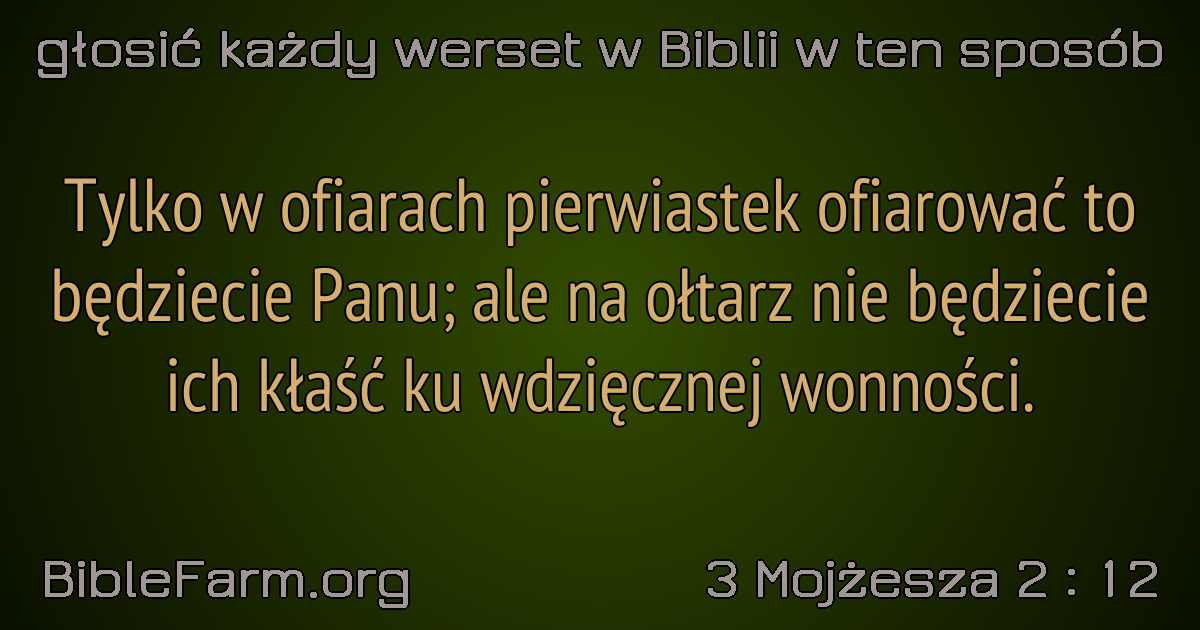 głosić każdy werset w Biblii w ten sposób
Tylko w ofiarach pierwiastek ofiarować to
będziecie Panu; ale na ołtarz nie będziecie
ich kłaść ku wdzięcznej wonności.
BibleFarm.org
3 Mojżesza 2 : 12